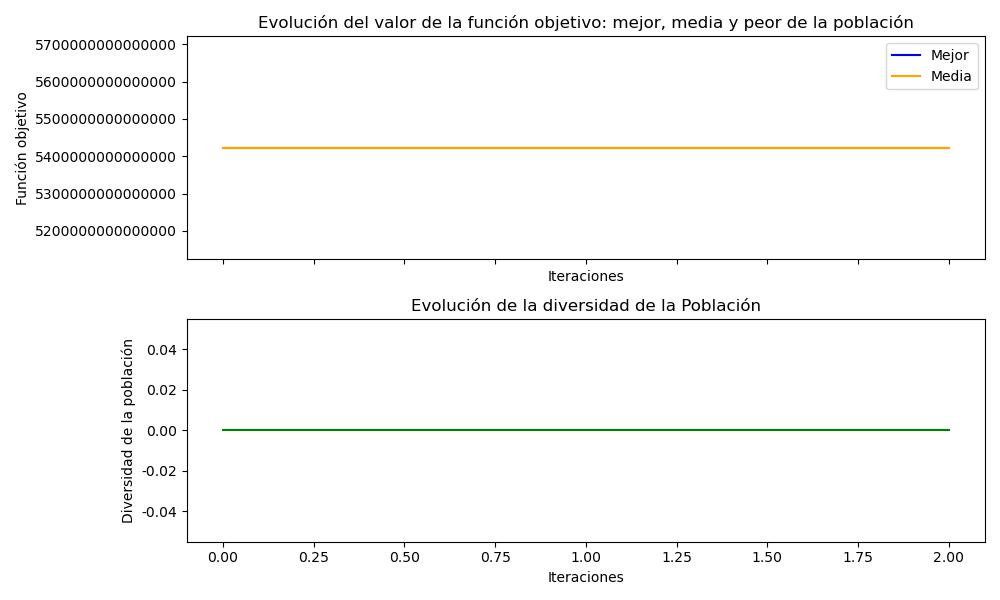 Evolución del valor de la función objetivo: mejor, media y peor de la población
Función objetivo
5700000000000000
5600000000000000
5500000000000000
5400000000000000
5300000000000000
5200000000000000
Mejor
Media
Iteraciones
Evolución de la diversidad de la Población
Diversidad de la población
0.04
0.02
0.00
-0.02
-0.04
0.00 0.25 0.50 0.75 1.00 1.25 1.50 1.75 2.00
Iteraciones